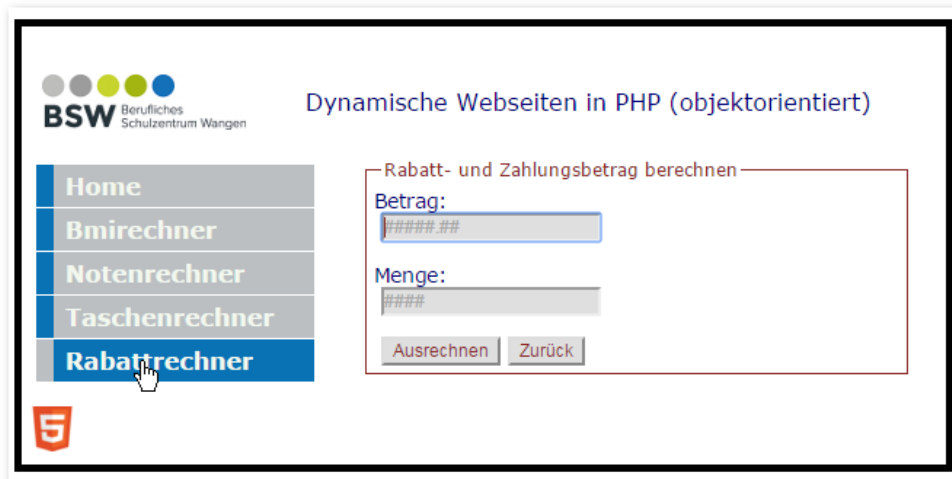 BSW Berufliches
Schulzentrum Wangen
Dynamische Webseiten in PHP (objektorientiert)
Home
Bmirechner
Notenrechner
Taschenrechner
Rabattrechner
Rabatt- und Zahlungsbetrag berechnen
Betrag:
#####.##
Menge:
####
Ausrechnen Zurück
5